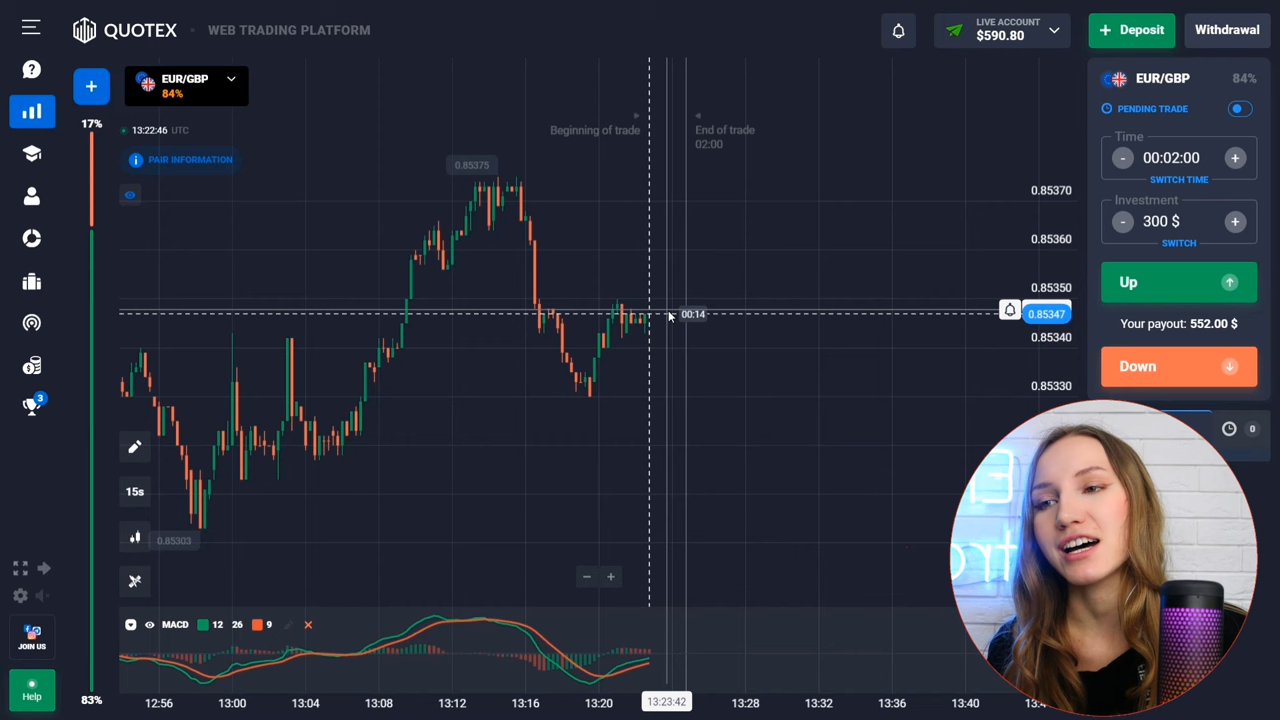 QUOTEX
WEB TRADING PLATFORM
LIVE ACCOUNT
$590.80
+ Deposit
Withdrawal
EUR/GBP
84%
17%
13:22:46 UTC
PAIR INFORMATION
Beginning of trade
End of trade
02:00
0.85375
0.85303
00:14
0.85370
0.85360
0.85350
0.85347
0.85340
0.85330
EUR/GBP
84%
PENDING TRADE
Time
- 00:02:00 +
SWITCH TIME
Investment
- 300 $ +
SWITCH
Up
Your payout: 552.00 $
Down
0
3
15s
MACD 12 26 9
JOIN US
Help
83%
12:56
13:00
13:04
13:08
13:12
13:16
13:20
13:23:42
13:28
13:32
13:36
13:40